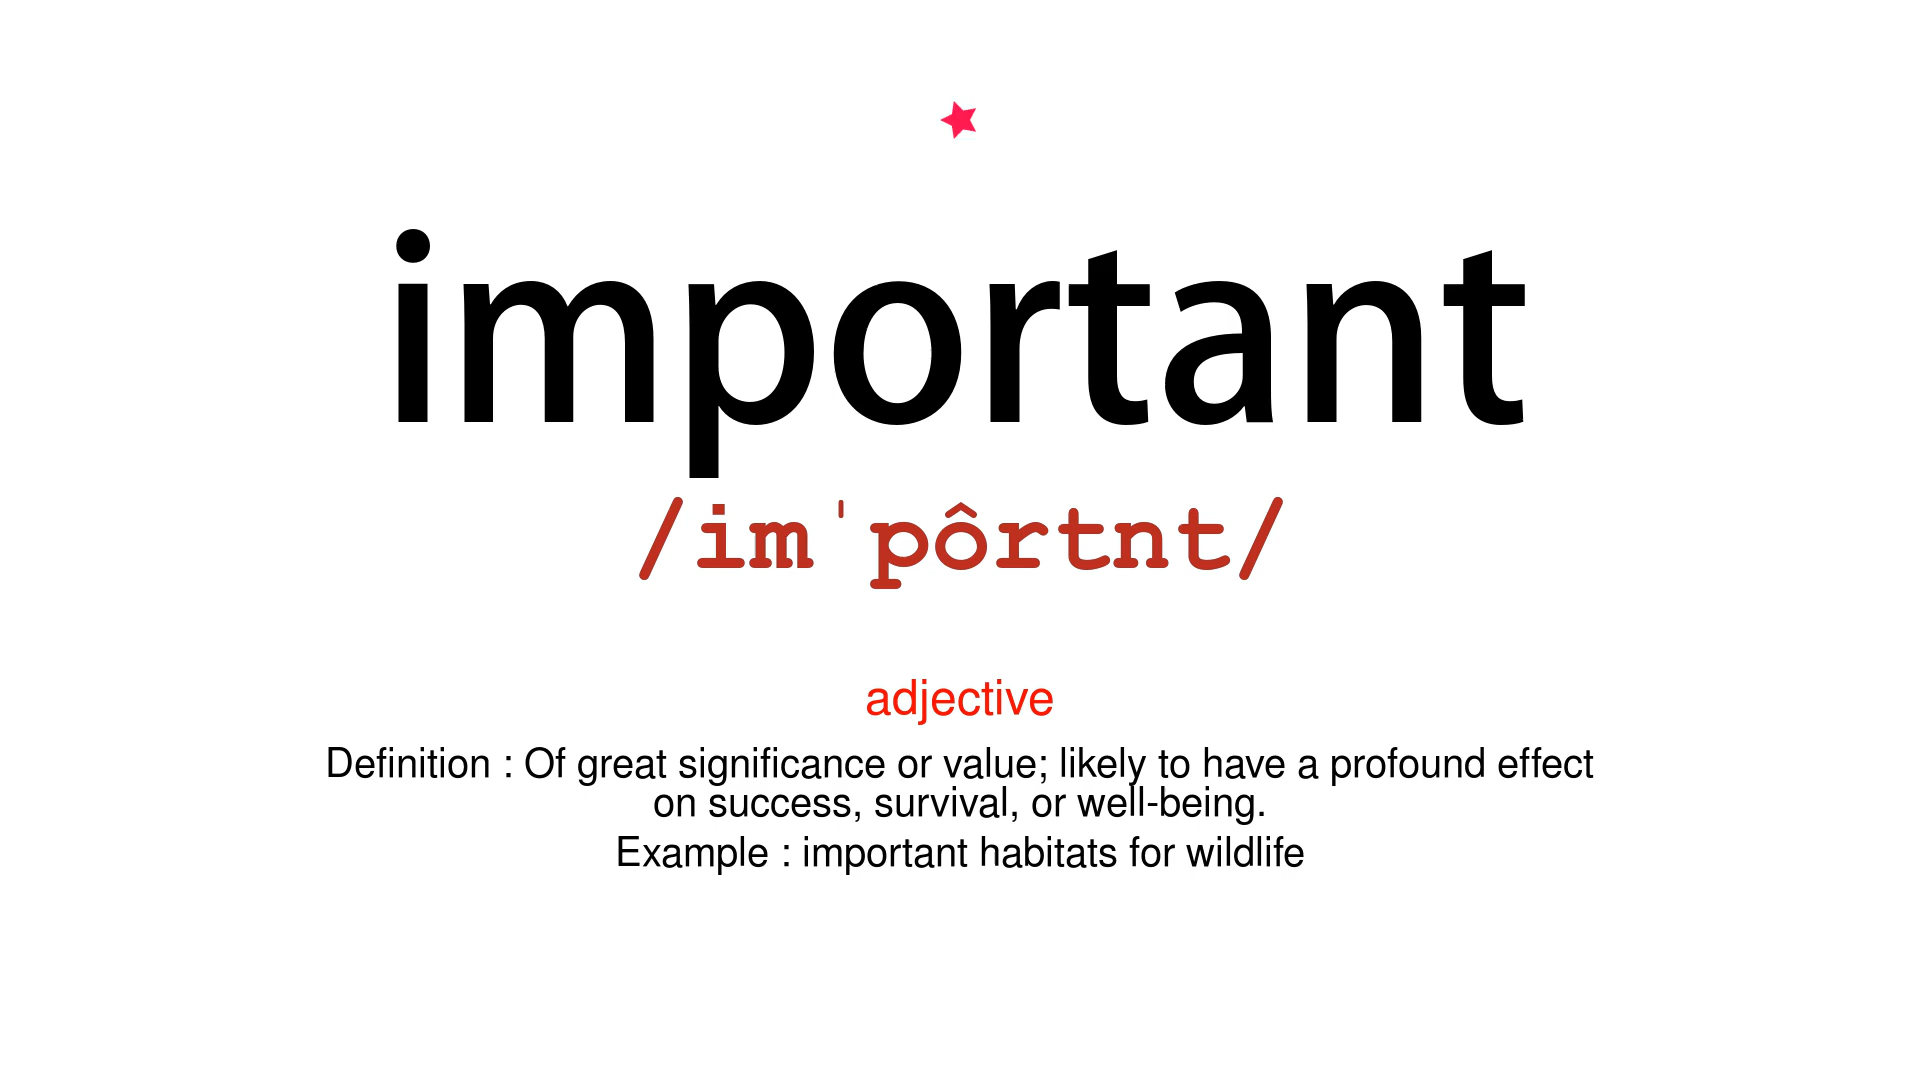 important
/imˈpôrtnt/
adjective
Definition : Of great significance or value; likely to have a profound effect
on success, survival, or well-being.
Example : important habitats for wildlife